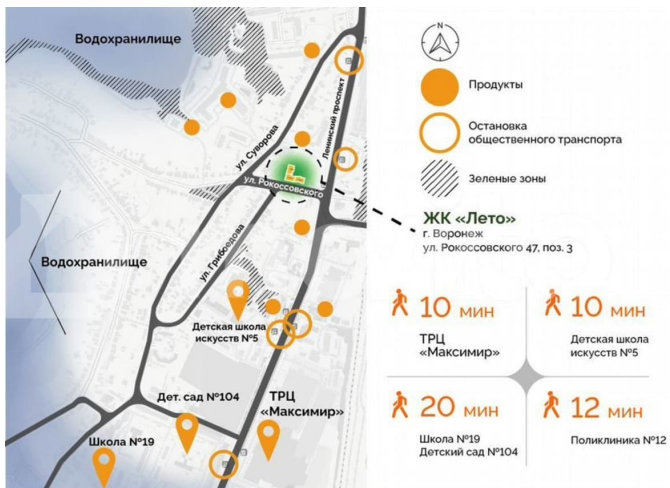 Водохранилище
Ленинский проспект
ул. Суворова
ул. Рокоссовского
ул. Грибоедова
Водохранилище
Детская школа
искусств №5
Дет. сад №104
ТРЦ
«Максимир»
Школа №19
N
Продукты
Остановка
общественного транспорта
Зеленые зоны
ЖК «Лето»
г. Воронеж
ул. Рокоссовского 47, поз. 3
10 мин
ТРЦ
«Максимир»
10 мин
Детская школа
искусств №5
20 мин
Школа №19
Детский сад №104
12 мин
Поликлиника №12